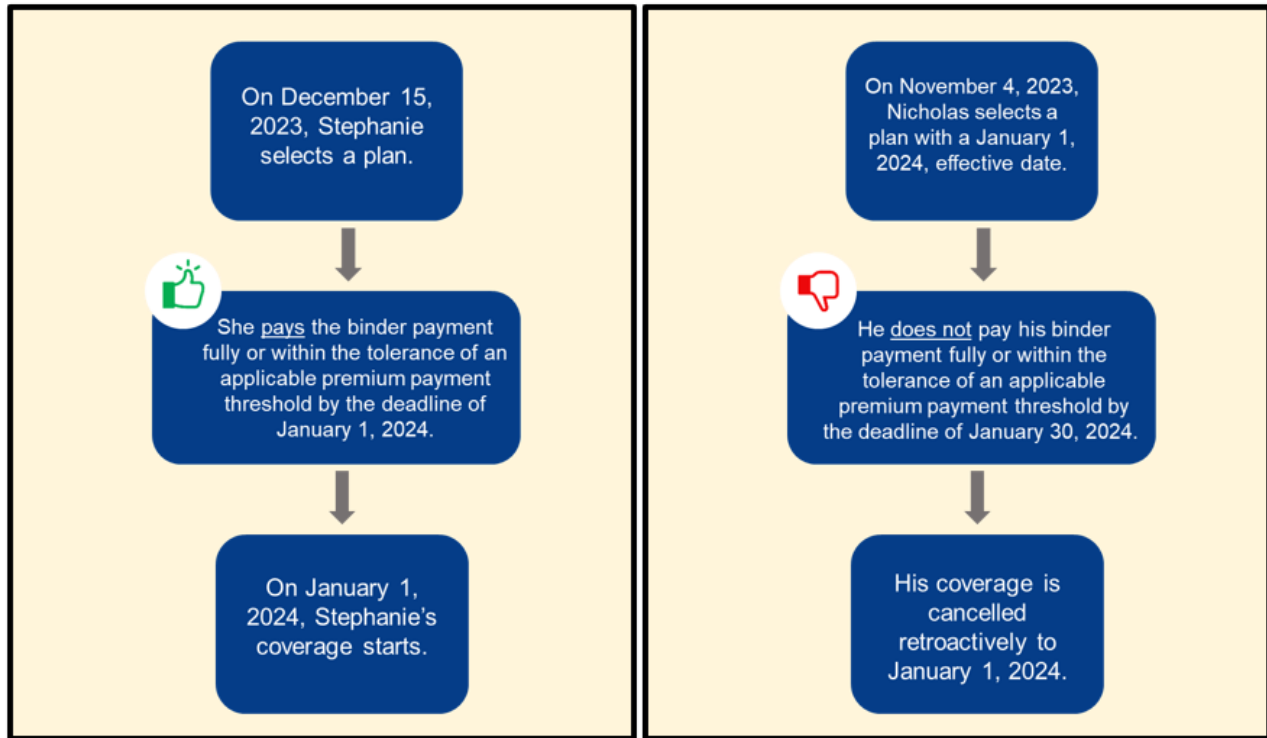 On December 15,
2023, Stephanie
selects a plan.
She pays the binder payment
fully or within the tolerance of an
applicable premium payment
threshold by the deadline of
January 1, 2024.
On January 1,
2024, Stephanie’s
coverage starts.
On November 4, 2023,
Nicholas selects a
plan with a January 1,
2024, effective date.
He does not pay his binder
payment fully or within the
tolerance of an applicable
premium payment threshold by
the deadline of January 30, 2024.
His coverage is
cancelled
retroactively to
January 1, 2024.